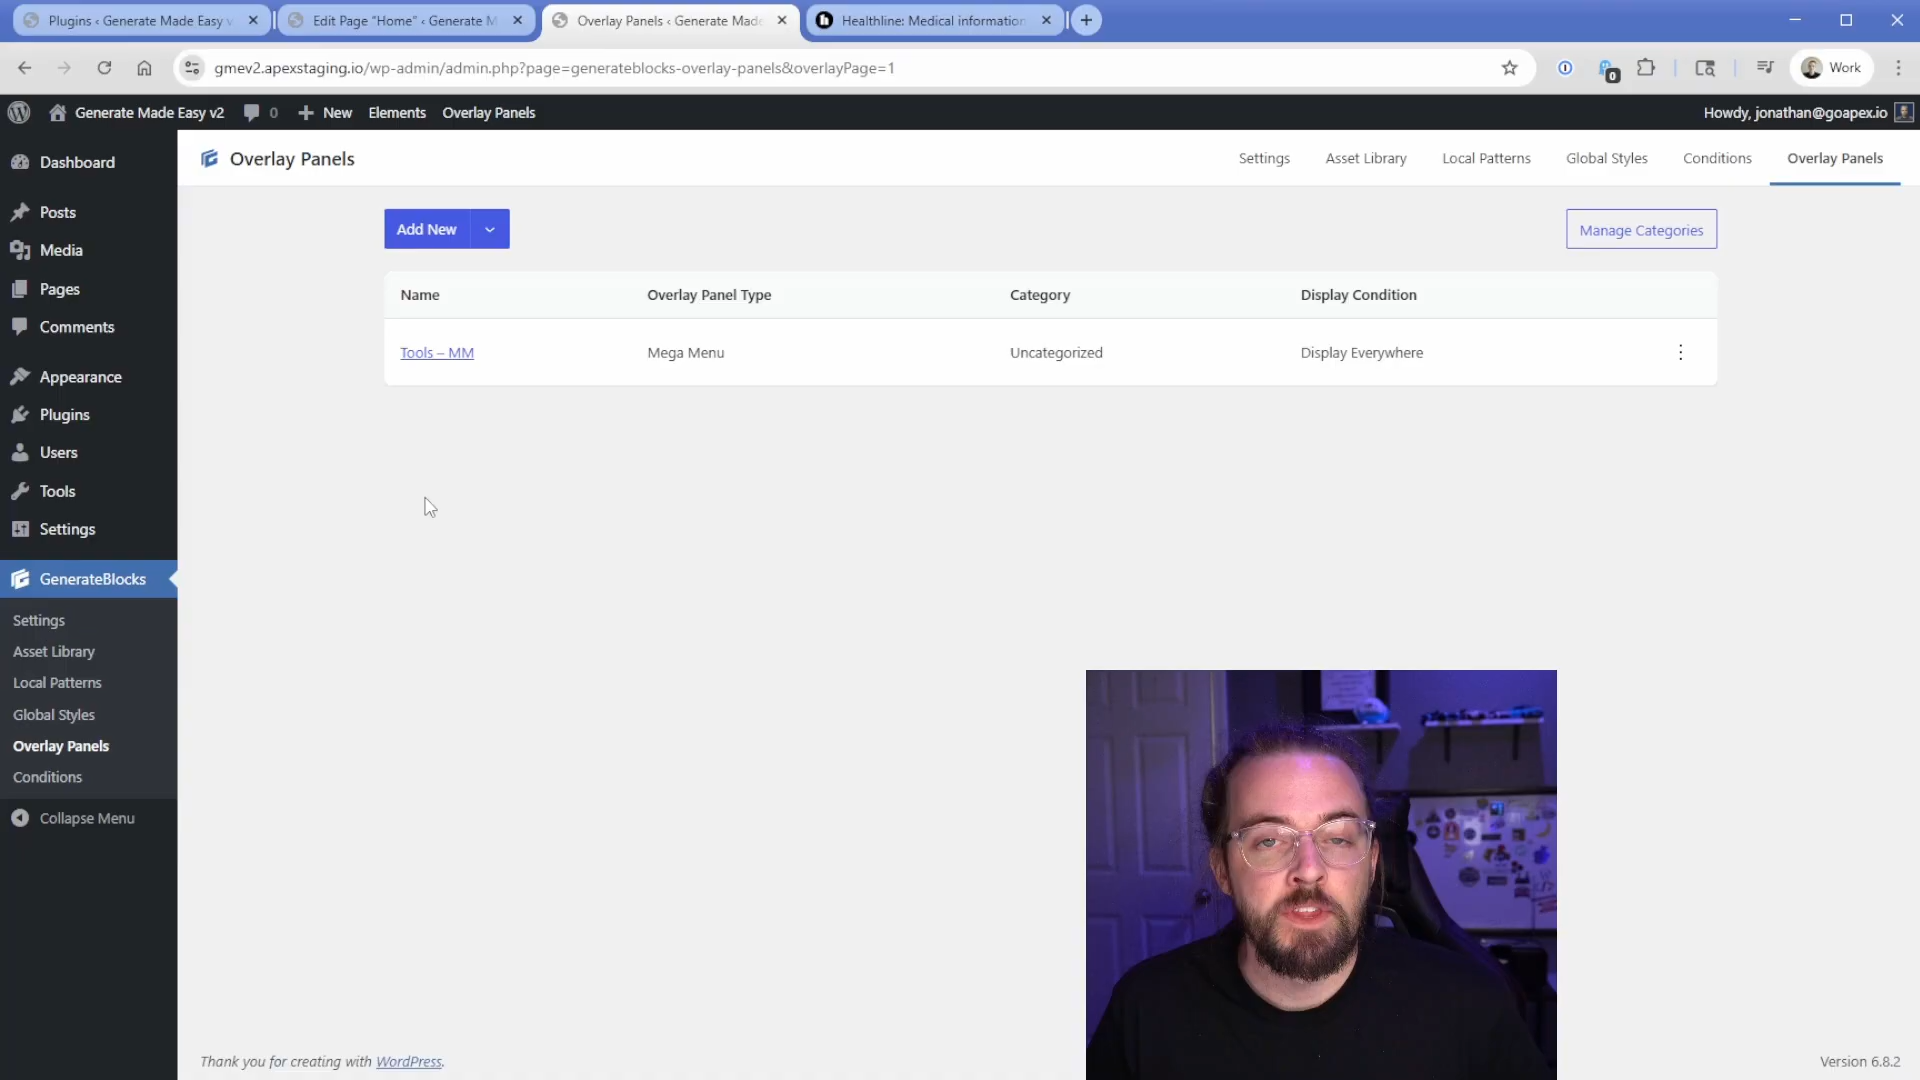 Plugins ‹ Generate Made Easy v
Edit Page "Home" ‹ Generate M
Overlay Panels ‹ Generate Made
Healthline: Medical information
gmev2.apexstaging.io/wp-admin/admin.php?page=generateblocks-overlay-panels&overlayPage=1
0
Work
Generate Made Easy v2
0
New
Elements
Overlay Panels
Howdy, jonathan@goapex.io
Dashboard
Posts
Media
Pages
Comments
Appearance
Plugins
Users
Tools
Settings
GenerateBlocks
Settings
Asset Library
Local Patterns
Global Styles
Overlay Panels
Conditions
Collapse Menu
Overlay Panels
Settings
Asset Library
Local Patterns
Global Styles
Conditions
Overlay Panels
Add New
Manage Categories
Name
Overlay Panel Type
Category
Display Condition
Tools – MM
Mega Menu
Uncategorized
Display Everywhere
Thank you for creating with WordPress.
Version 6.8.2